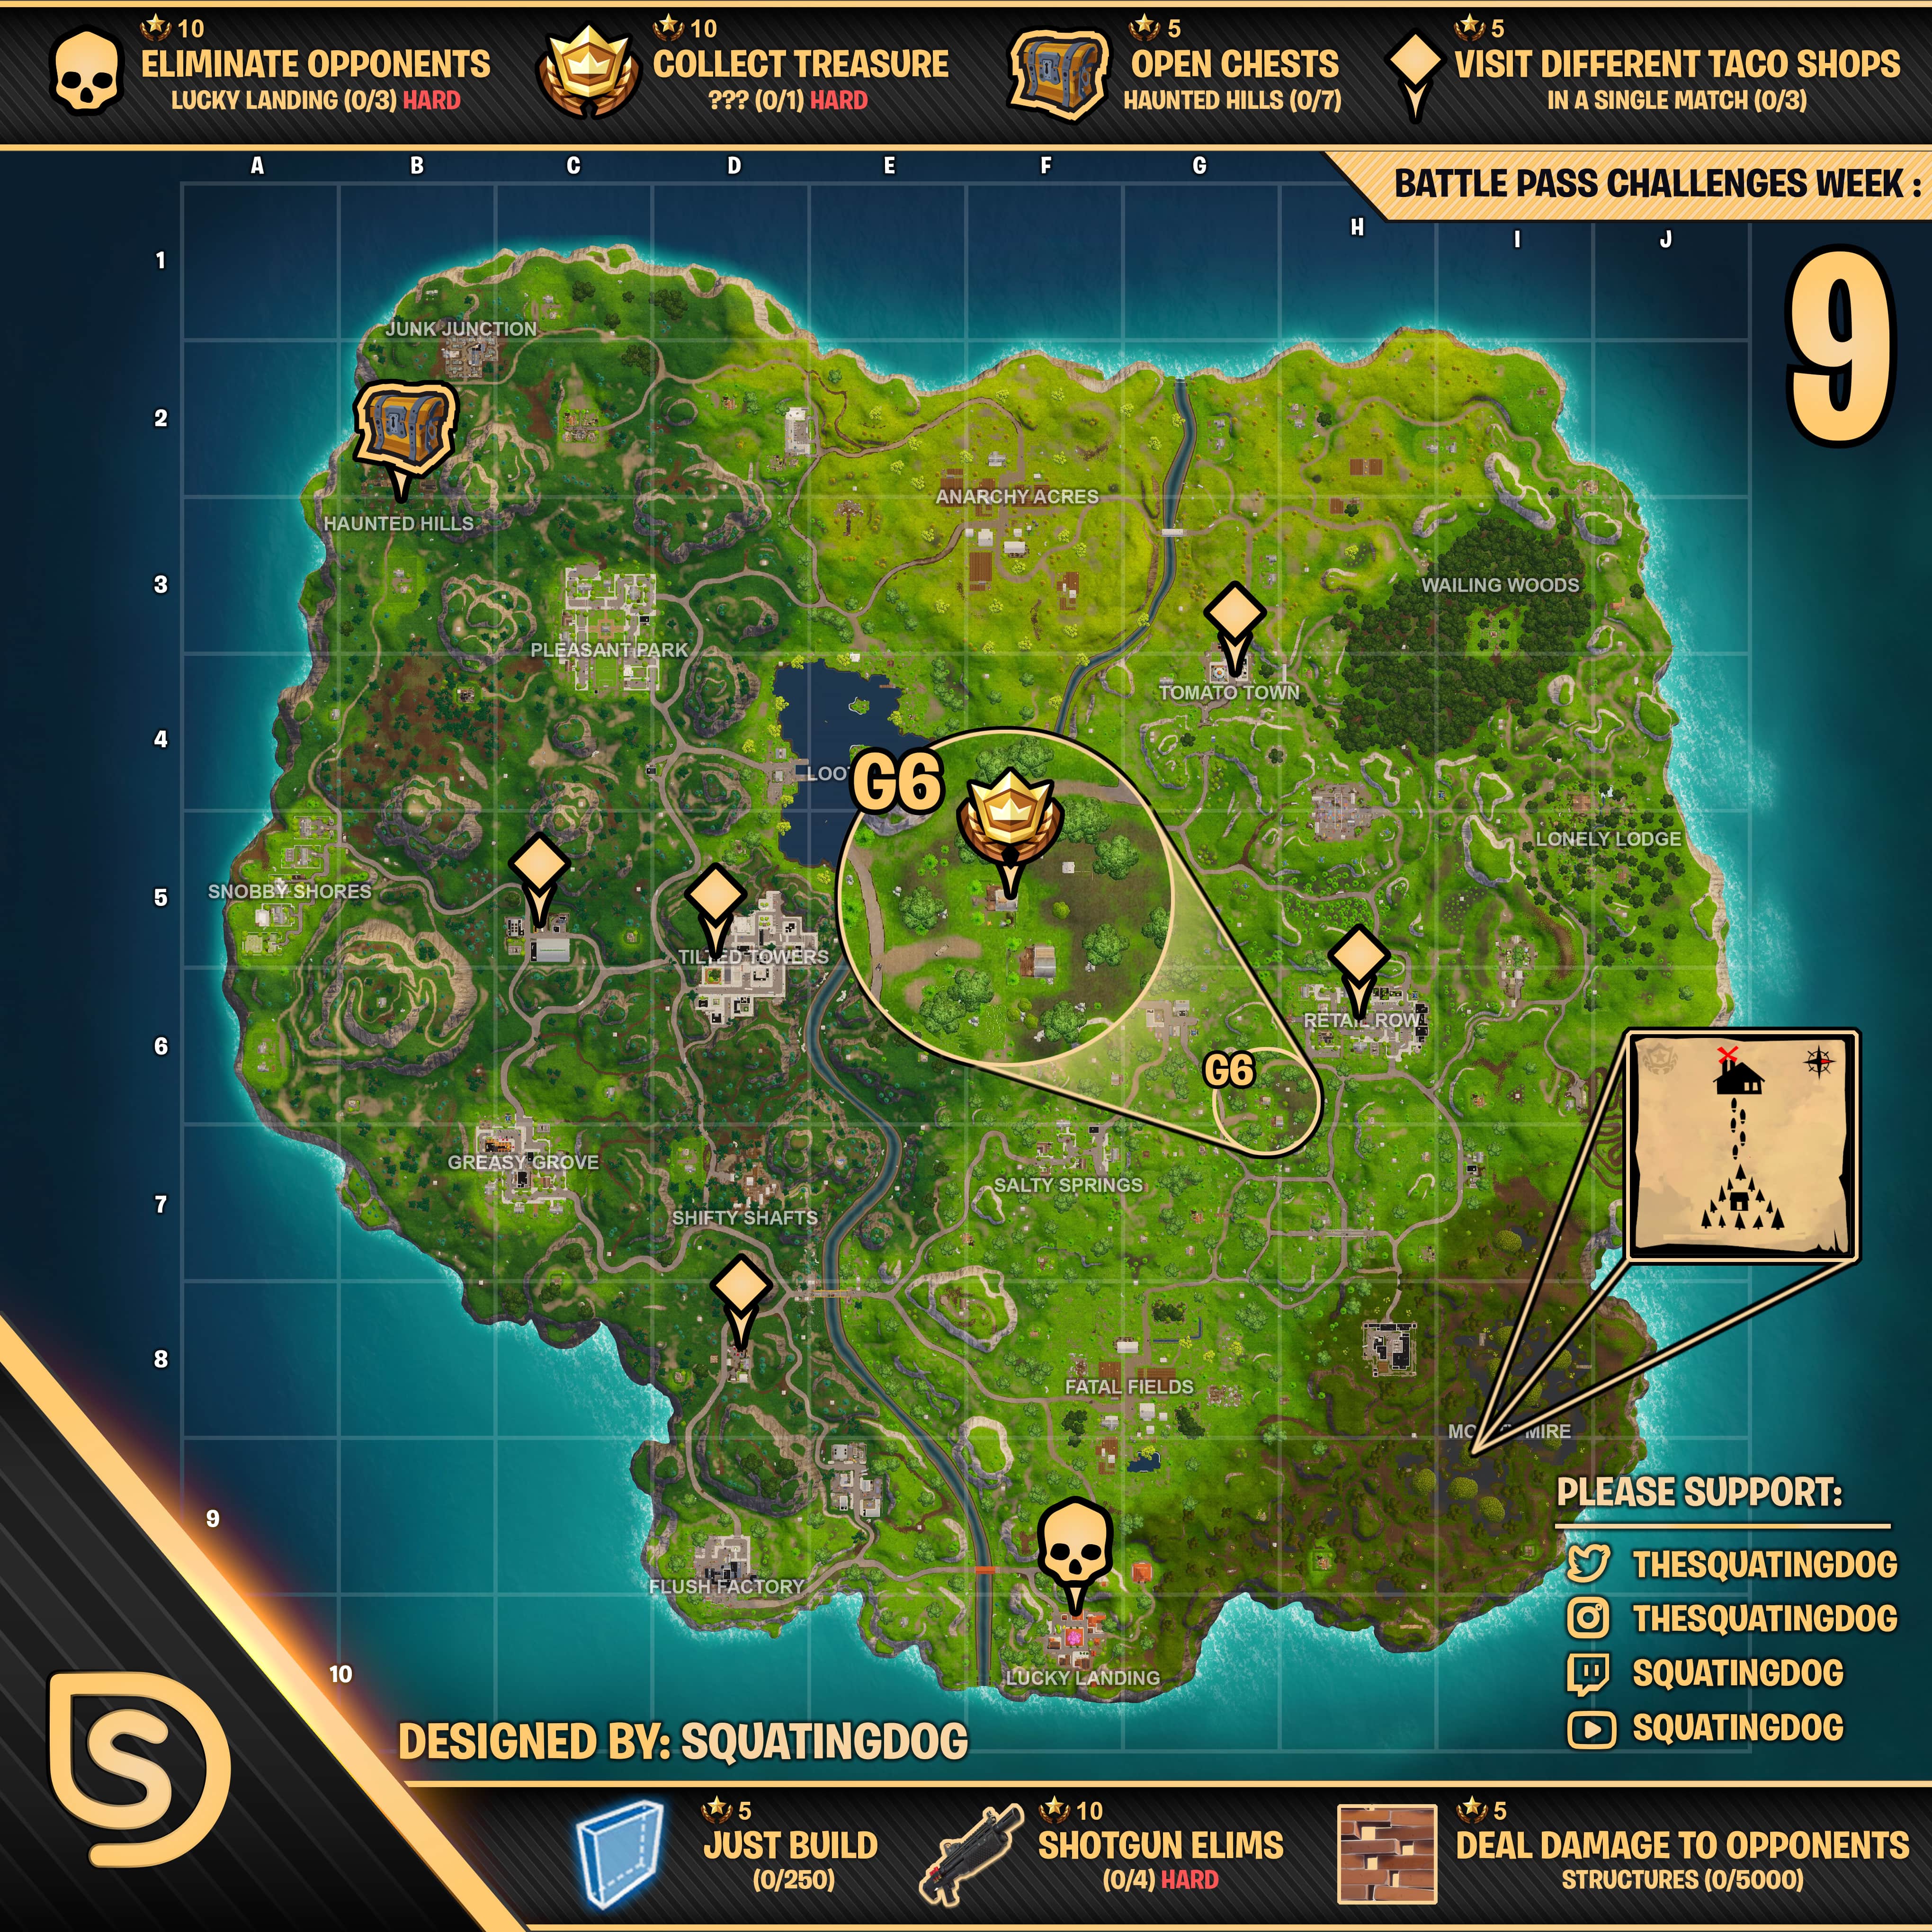 10
ELIMINATE OPPONENTS
LUCKY LANDING (0/3) HARD
10
COLLECT TREASURE
??? (0/1) HARD
5
OPEN CHESTS
HAUNTED HILLS (0/7)
5
VISIT DIFFERENT TACO SHOPS
IN A SINGLE MATCH (0/3)
BATTLE PASS CHALLENGES WEEK :
9
A B C D E F G H I J
1
2
3
4
5
6
7
8
9
10
JUNK JUNCTION
HAUNTED HILLS
ANARCHY ACRES
WAILING WOODS
PLEASANT PARK
TOMATO TOWN
LOOT
G6
LONELY LODGE
SNOBBY SHORES
TILTED TOWERS
RETAIL ROW
G6
GREASY GROVE
SALTY SPRINGS
SHIFTY SHAFTS
FATAL FIELDS
MOISTY MIRE
FLUSH FACTORY
LUCKY LANDING
PLEASE SUPPORT:
THESQUATINGDOG
THESQUATINGDOG
SQUATINGDOG
SQUATINGDOG
DS
DESIGNED BY: SQUATINGDOG
5
JUST BUILD
(0/250)
10
SHOTGUN ELIMS
(0/4) HARD
5
DEAL DAMAGE TO OPPONENTS
STRUCTURES (0/5000)